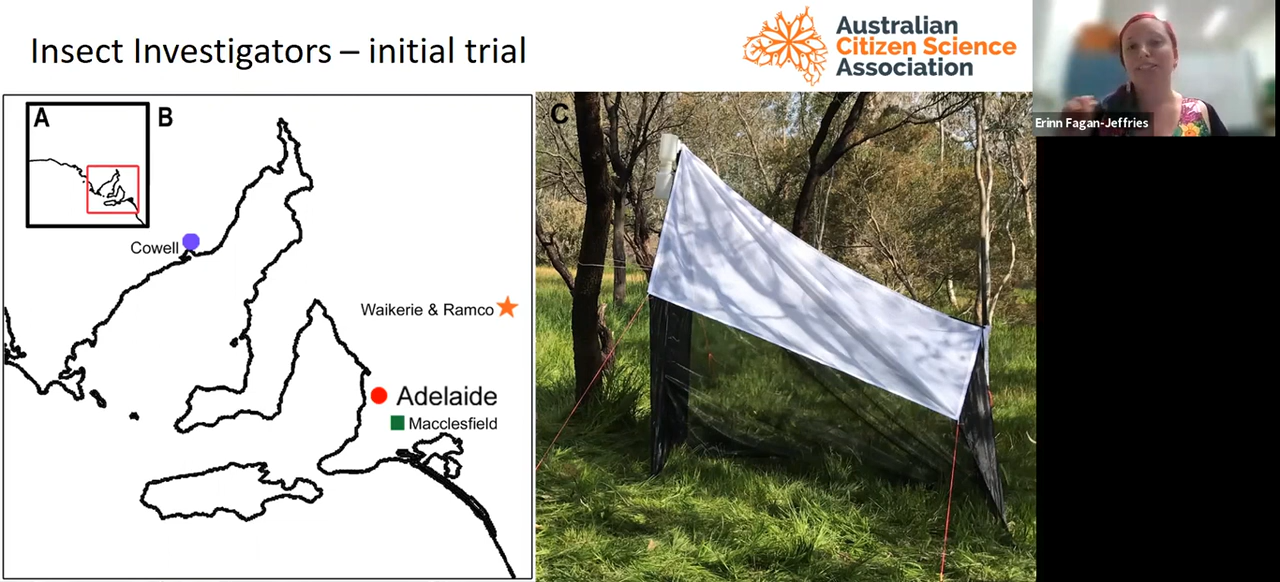 Insect Investigators – initial trial
Australian
Citizen Science
Association
Erinn Fagan-Jeffries
A
B
C
Cowell
Waikerie & Ramco
Adelaide
Macclesfield